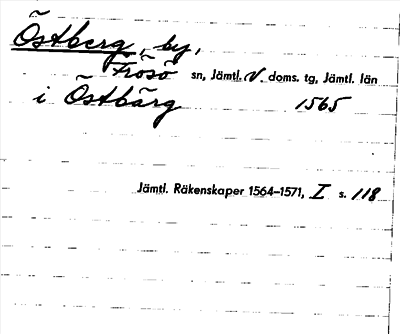 Östberg, by,
Frösö sn, Jämtl. V. doms. tg, Jämtl. län
i Östbärg 1565
Jämtl. Räkenskaper 1564–1571, I s. 118